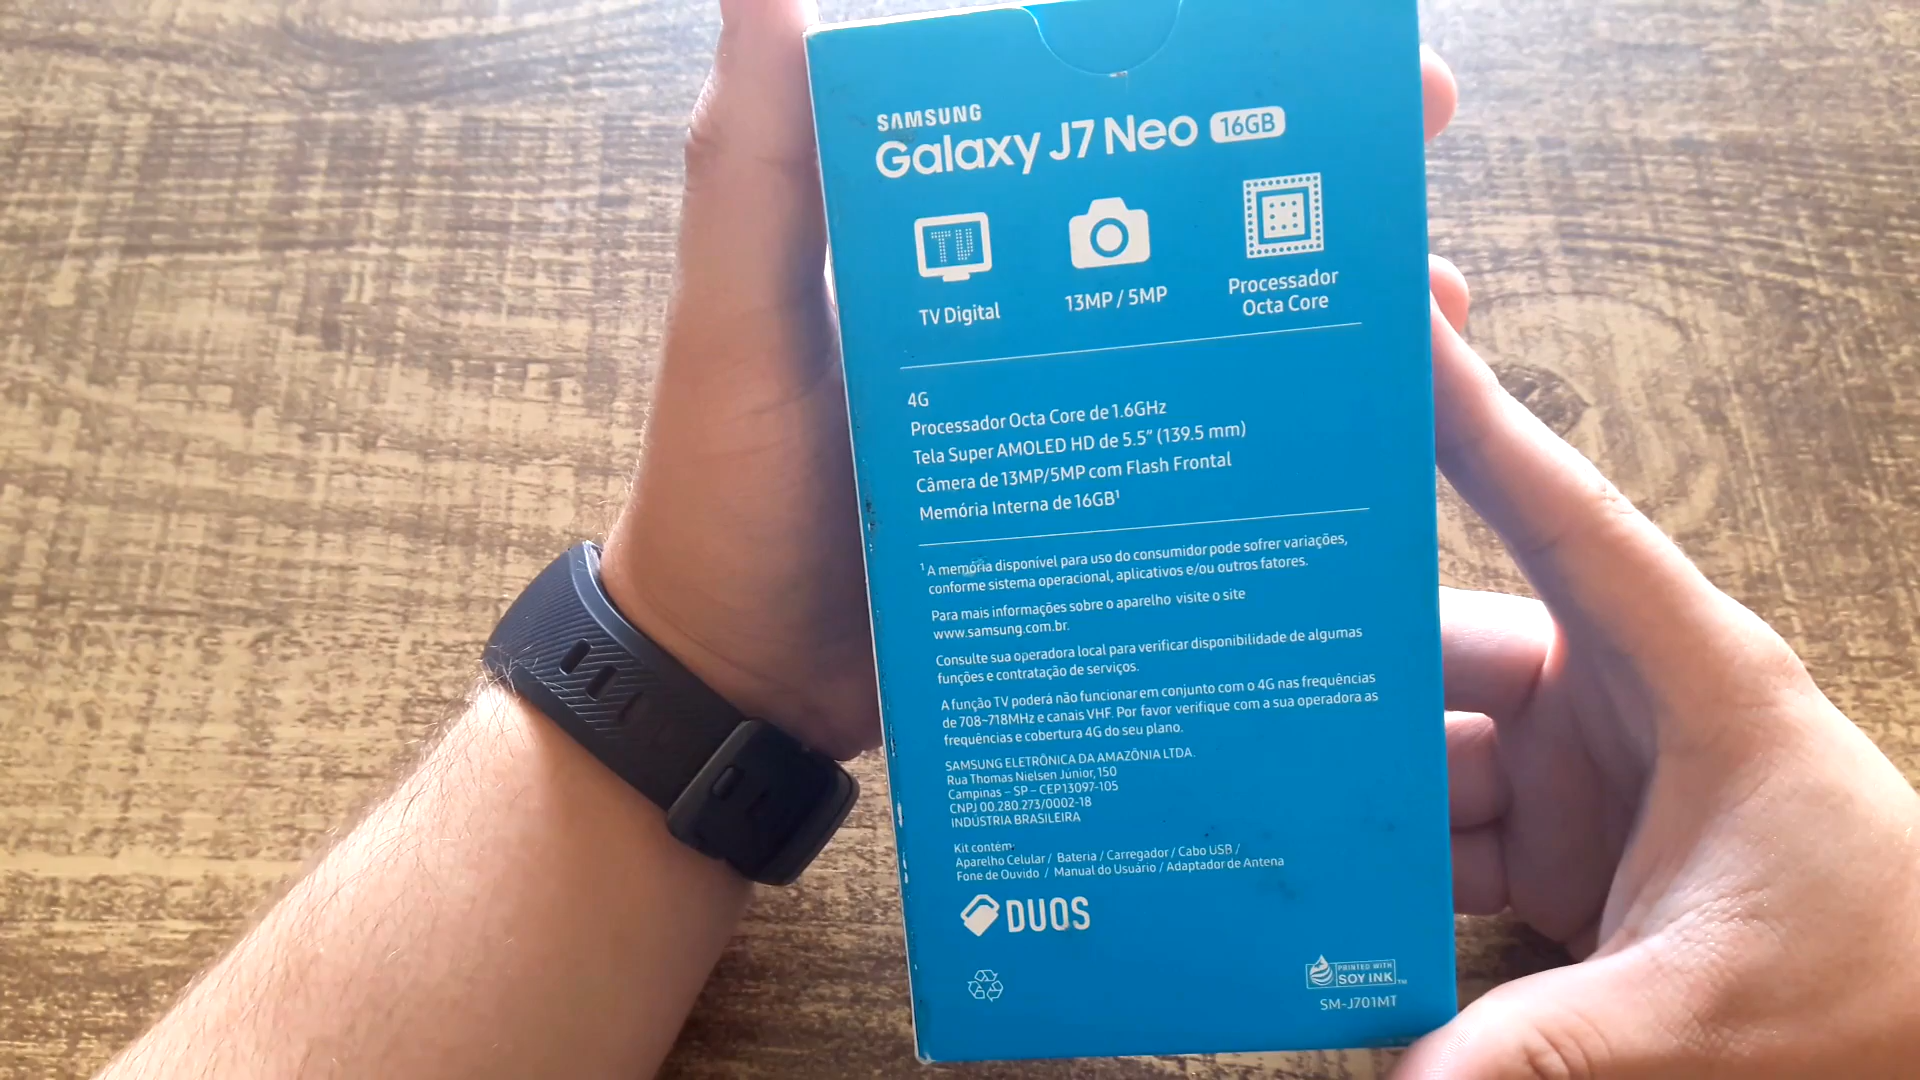 SAMSUNG
Galaxy J7 Neo 16GB
TV
TV Digital
13MP / 5MP
Processador
Octa Core
4G
Processador Octa Core de 1.6GHz
Tela Super AMOLED HD de 5.5” (139.5 mm)
Câmera de 13MP/5MP com Flash Frontal
Memória Interna de 16GB¹
¹ A memória disponível para uso do consumidor pode sofrer variações,
conforme sistema operacional, aplicativos e/ou outros fatores.
Para mais informações sobre o aparelho visite o site
www.samsung.com.br.
Consulte sua operadora local para verificar disponibilidade de algumas
funções e contratação de serviços.
A função TV poderá não funcionar em conjunto com o 4G nas frequências
de 708~718MHz e canais VHF. Por favor verifique com a sua operadora as
frequências e cobertura 4G do seu plano.
SAMSUNG ELETRÔNICA DA AMAZÔNIA LTDA.
Rua Thomas Nielsen Júnior, 150
Campinas – SP – CEP 13097-105
CNPJ 00.280.273/0002-18
INDÚSTRIA BRASILEIRA
Kit contém:
Aparelho Celular / Bateria / Carregador / Cabo USB /
Fone de Ouvido / Manual do Usuário / Adaptador de Antena
DUOS
PRINTED WITH
SOY INK™
SM-J701MT